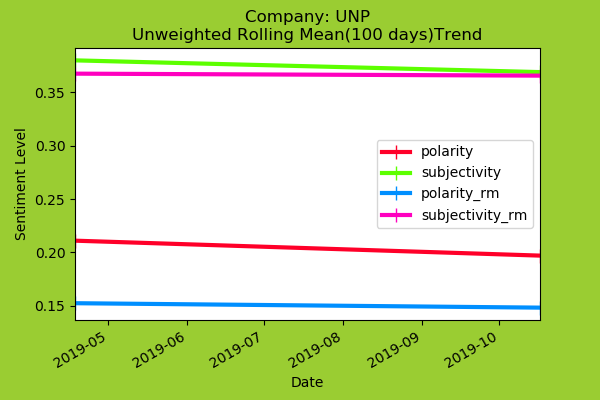 Company: UNP
Unweighted Rolling Mean(100 days)Trend
Sentiment Level
0.35
0.30
0.25
0.20
0.15
polarity
subjectivity
polarity_rm
subjectivity_rm
2019-05
2019-06
2019-07
2019-08
2019-09
2019-10
Date